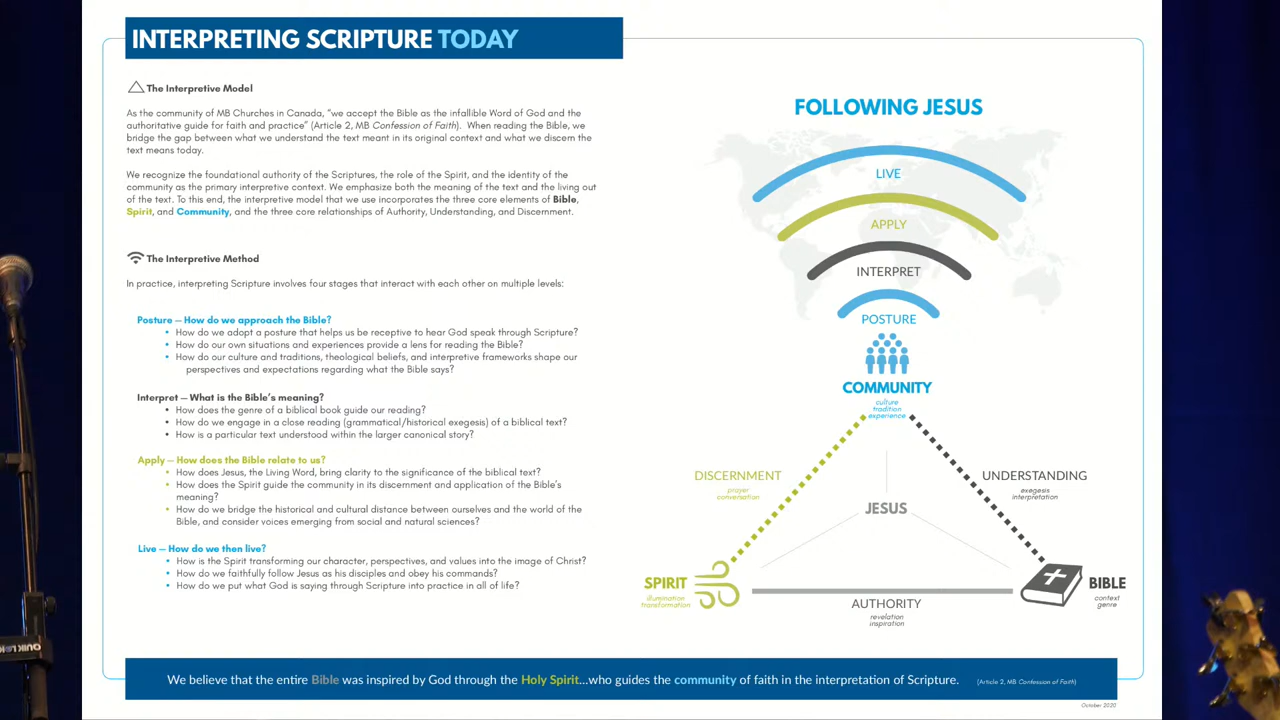 INTERPRETING SCRIPTURE TODAY
The Interpretive Model
As the community of MB Churches in Canada, "we accept the Bible as the infallible Word of God and the
authoritative guide for faith and practice" (Article 2, MB Confession of Faith). When reading the Bible, we
bridge the gap between what we understand the text meant in its original context and what we discern the
text means today.
We recognize the foundational authority of the Scriptures, the role of the Spirit, and the identity of the
community as the primary interpretive context. We emphasize both the meaning of the text and the living out
of the text. To this end, the interpretive model that we use incorporates the three core elements of Bible,
Spirit, and Community, and the three core relationships of Authority, Understanding, and Discernment.
The Interpretive Method
In practice, interpreting Scripture involves four stages that interact with each other on multiple levels:
Posture – How do we approach the Bible?
• How do we adopt a posture that helps us be receptive to hear God speak through Scripture?
• How do our own situations and experiences provide a lens for reading the Bible?
• How do our culture and traditions, theological beliefs, and interpretive frameworks shape our
perspectives and expectations regarding what the Bible says?
Interpret – What is the Bible's meaning?
• How does the genre of a biblical book guide our reading?
• How do we engage in a close reading (grammatical/historical exegesis) of a biblical text?
• How is a particular text understood within the larger canonical story?
Apply – How does the Bible relate to us?
• How does Jesus, the Living Word, bring clarity to the significance of the biblical text?
• How does the Spirit guide the community in its discernment and application of the Bible's
meaning?
• How do we bridge the historical and cultural distance between ourselves and the world of the
Bible, and consider voices emerging from social and natural sciences?
Live – How do we then live?
• How is the Spirit transforming our character, perspectives, and values into the image of Christ?
• How do we faithfully follow Jesus as his disciples and obey his commands?
• How do we put what God is saying through Scripture into practice in all of life?
FOLLOWING JESUS
LIVE
APPLY
INTERPRET
POSTURE
COMMUNITY
culture
tradition
experience
DISCERNMENT
prayer
conversation
UNDERSTANDING
exegesis
interpretation
JESUS
SPIRIT
illumination
transformation
BIBLE
context
genre
AUTHORITY
revelation
inspiration
We believe that the entire Bible was inspired by God through the Holy Spirit...who guides the community of faith in the interpretation of Scripture. (Article 2, MB Confession of Faith)
October 2020